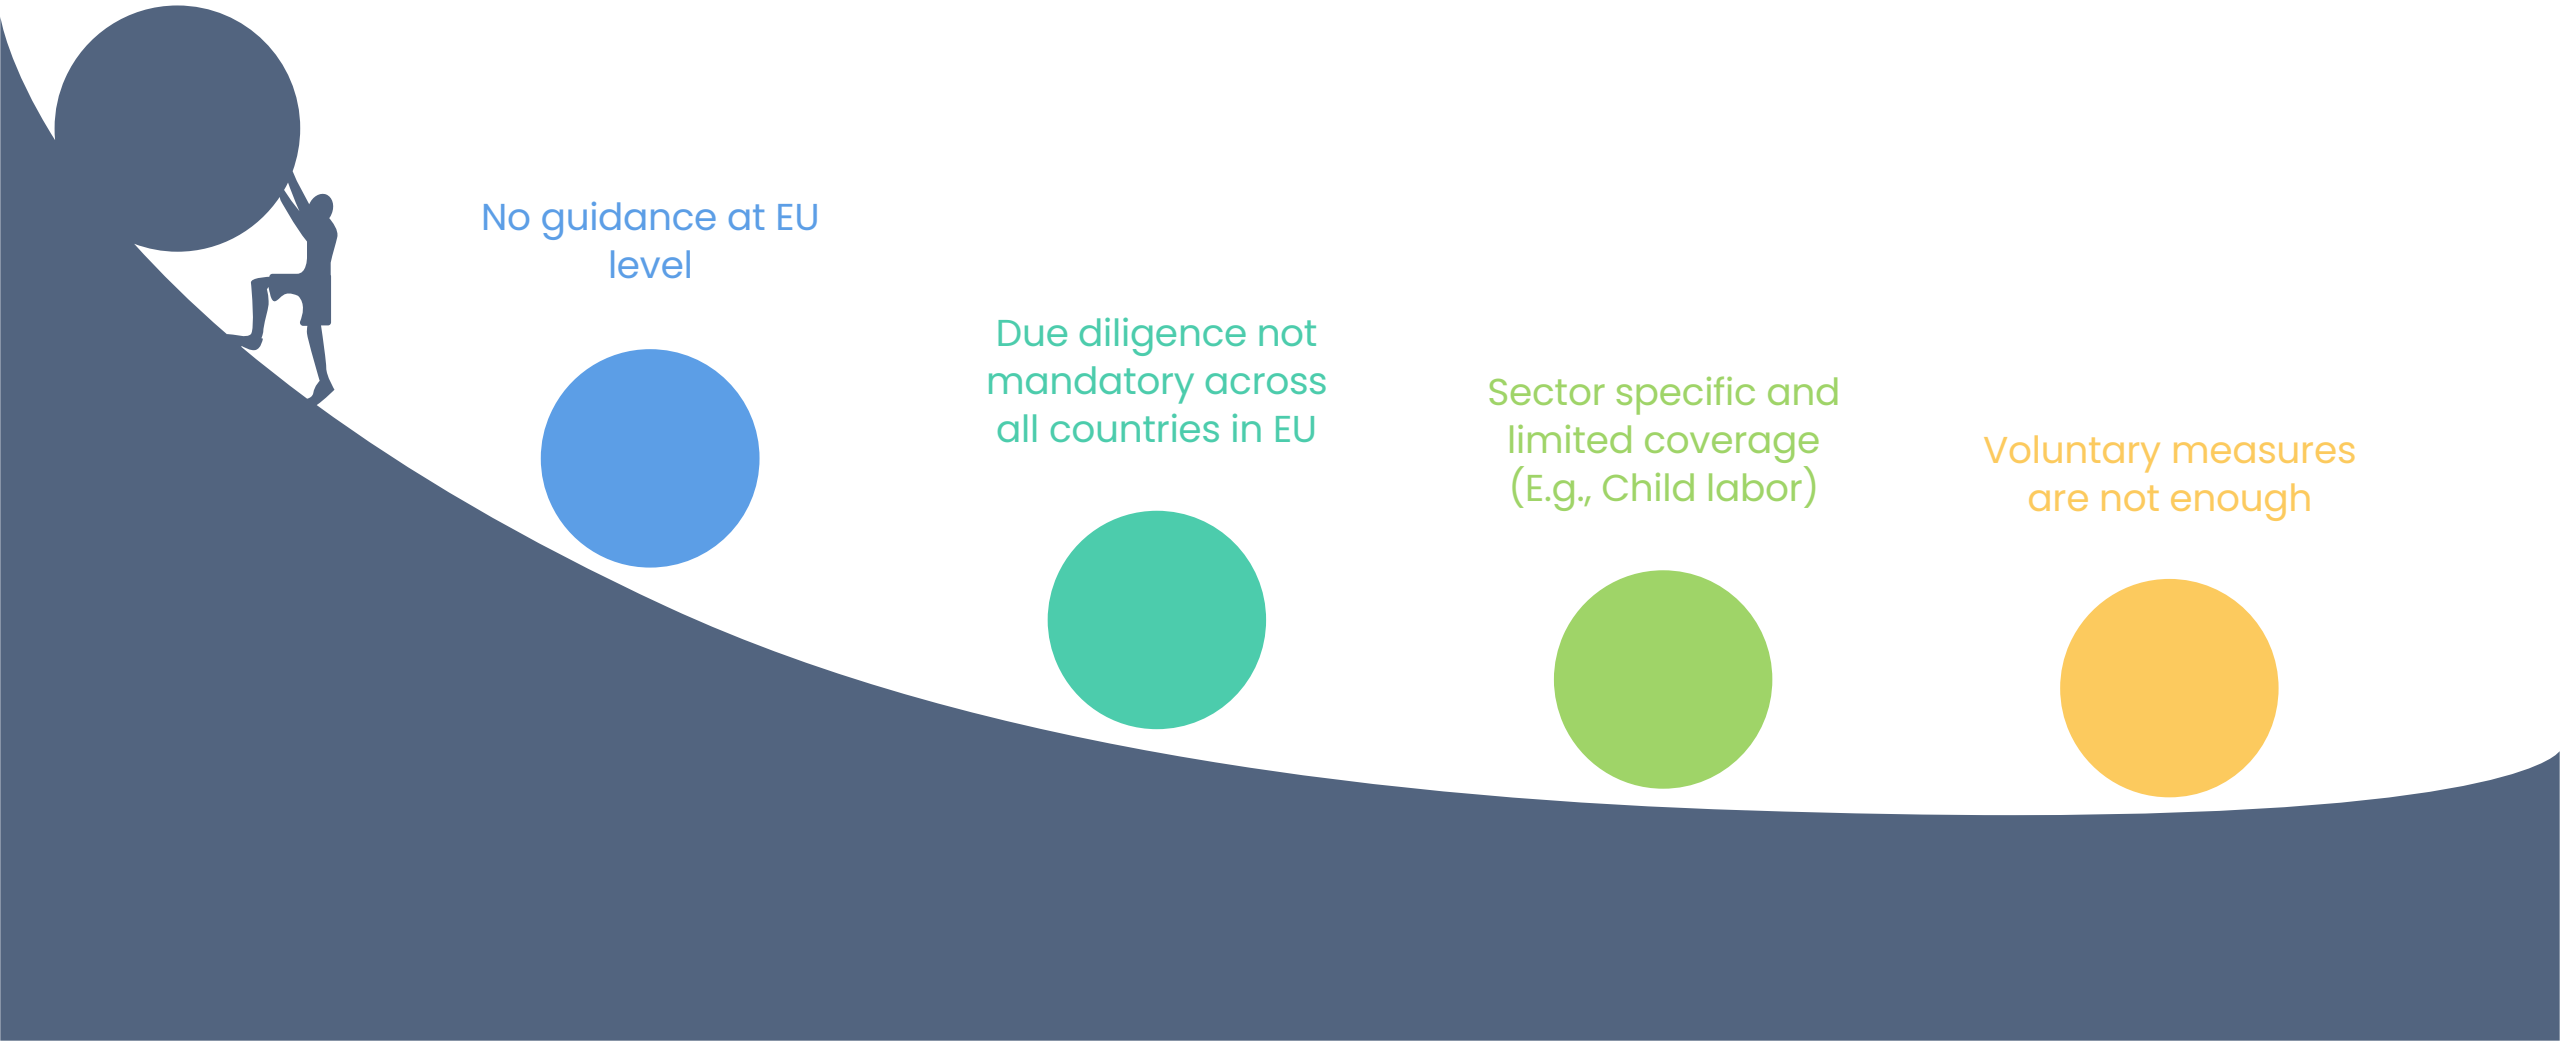 No guidance at EU
level
Due diligence not
mandatory across
all countries in EU
Sector specific and
limited coverage
(E.g., Child labor)
Voluntary measures
are not enough